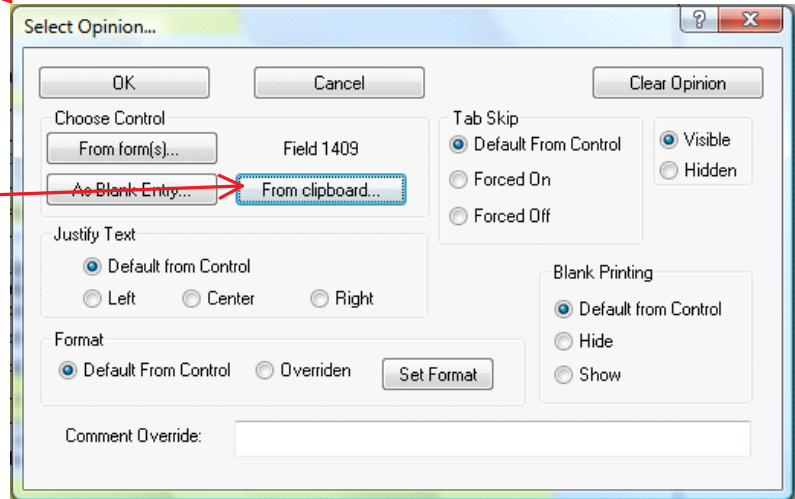 Select Opinion...
?
X
OK
Cancel
Clear Opinion
Choose Control
From form(s)...
Field 1409
As Blank Entry...
From clipboard...
Tab Skip
Default From Control
Forced On
Forced Off
Visible
Hidden
Justify Text
Default from Control
Left
Center
Right
Blank Printing
Default from Control
Hide
Show
Format
Default From Control
Overriden
Set Format
Comment Override: